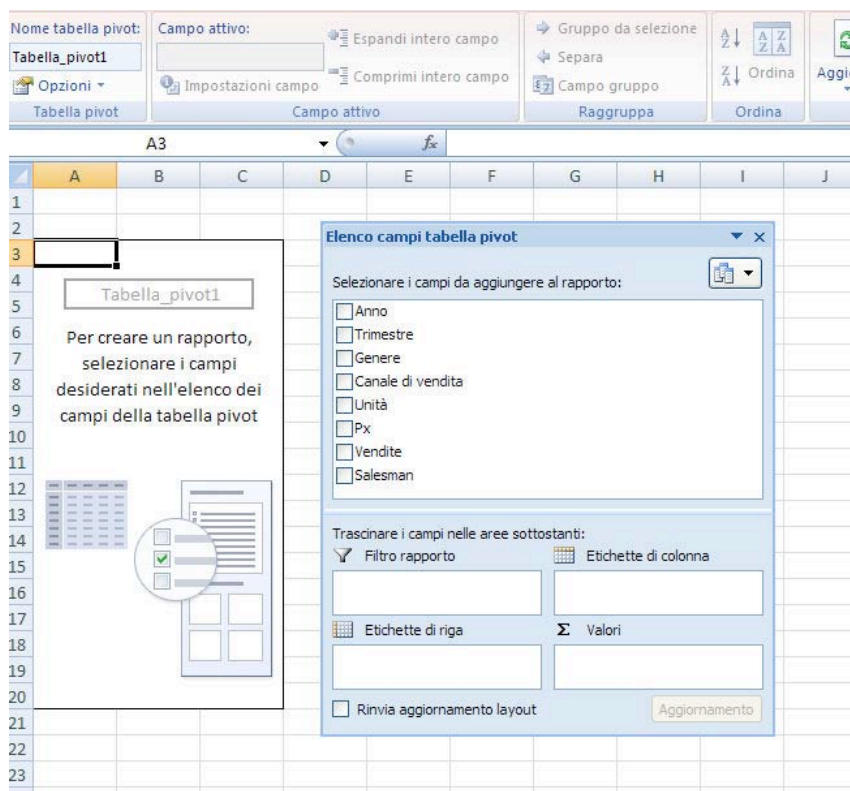 Nome tabella pivot:
Tabella_pivot1
Opzioni
Tabella pivot
Campo attivo:
Impostazioni campo
Espandi intero campo
Comprimi intero campo
Campo attivo
Gruppo da selezione
Separa
Campo gruppo
Raggruppa
Ordina
Ordina
Aggi
A3
fx
A B C D E F G H I J
1
2
3
4
5
6
7
8
9
10
11
12
13
14
15
16
17
18
19
20
21
22
23
Tabella_pivot1
Per creare un rapporto,
selezionare i campi
desiderati nell'elenco dei
campi della tabella pivot
Elenco campi tabella pivot
Selezionare i campi da aggiungere al rapporto:
Anno
Trimestre
Genere
Canale di vendita
Unità
Px
Vendite
Salesman
Trascinare i campi nelle aree sottostanti:
Filtro rapporto
Etichette di colonna
Etichette di riga
Σ Valori
Rinvia aggiornamento layout
Aggiornamento